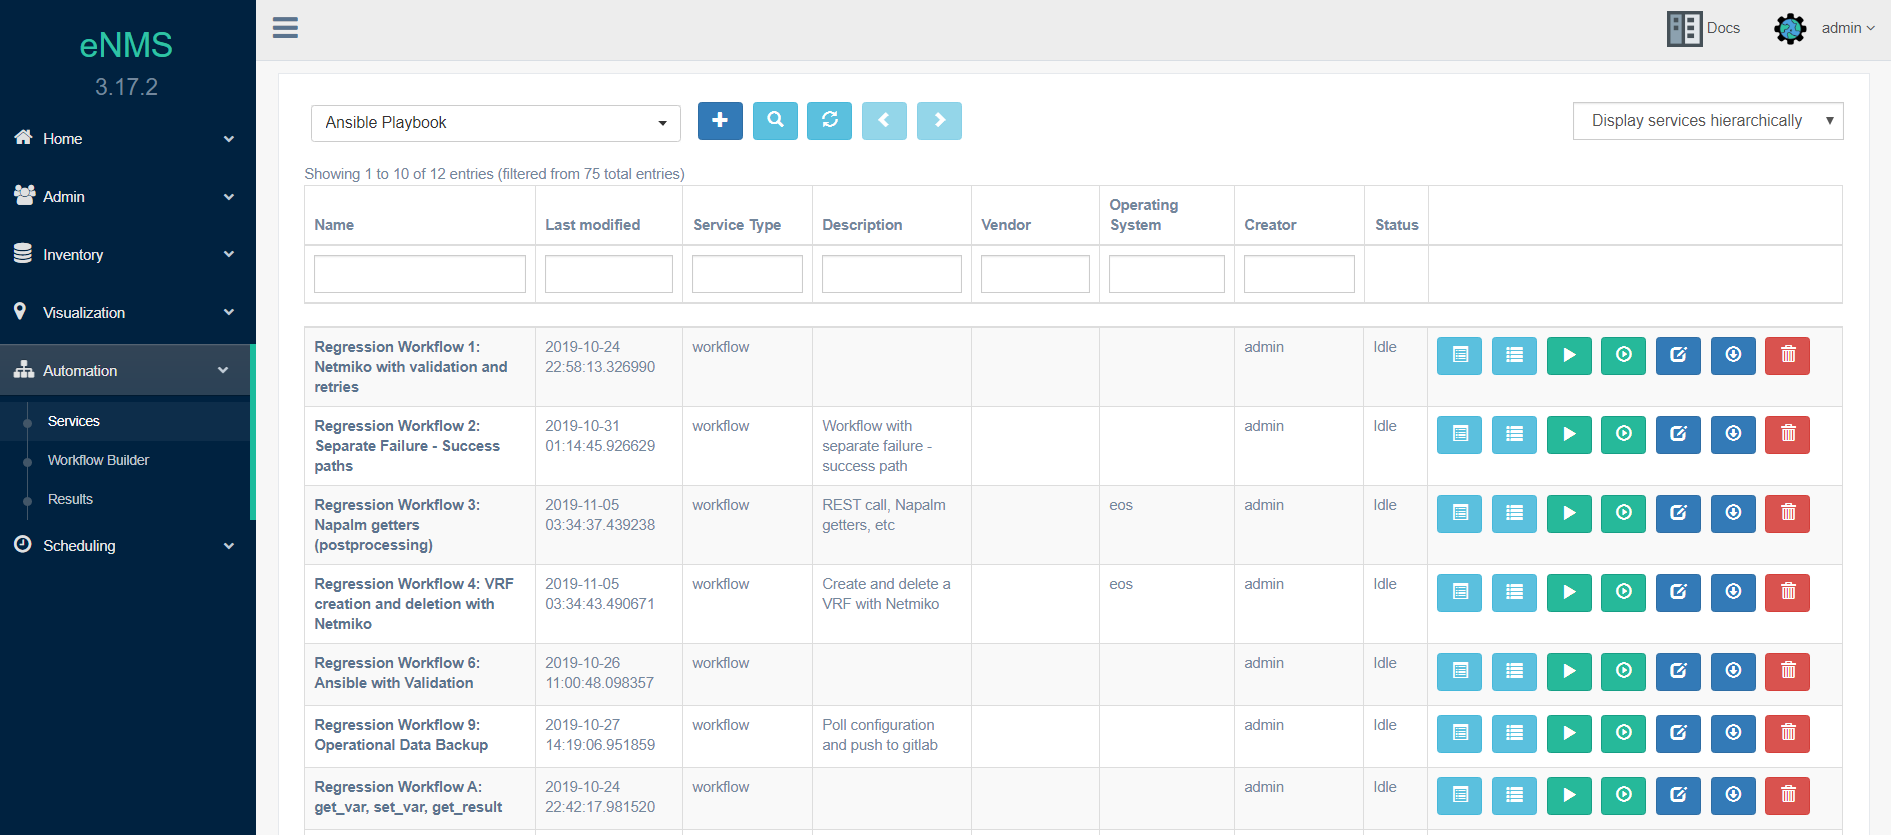 eNMS
3.17.2
Home
Admin
Inventory
Visualization
Automation
Services
Workflow Builder
Results
Scheduling
Docs
admin
Ansible Playbook
Display services hierarchically
Showing 1 to 10 of 12 entries (filtered from 75 total entries)
Name Last modified Service Type Description Vendor Operating System Creator Status
Regression Workflow 1: 2019-10-24 workflow admin Idle
Netmiko with validation and 22:58:13.326990
retries
Regression Workflow 2: 2019-10-31 workflow Workflow with admin Idle
Separate Failure - Success 01:14:45.926629 separate failure -
paths success path
Regression Workflow 3: 2019-11-05 workflow REST call, Napalm eos admin Idle
Napalm getters 03:34:37.439238 getters, etc
(postprocessing)
Regression Workflow 4: VRF 2019-11-05 workflow Create and delete a eos admin Idle
creation and deletion with 03:34:43.490671 VRF with Netmiko
Netmiko
Regression Workflow 6: 2019-10-26 workflow admin Idle
Ansible with Validation 11:00:48.098357
Regression Workflow 9: 2019-10-27 workflow Poll configuration admin Idle
Operational Data Backup 14:19:06.951859 and push to gitlab
Regression Workflow A: 2019-10-24 workflow admin Idle
get_var, set_var, get_result 22:42:17.981520